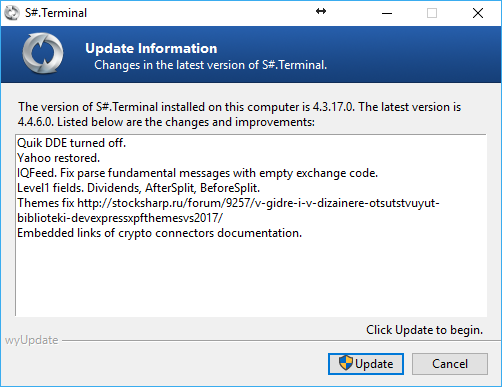 S#.Terminal
Update Information
Changes in the latest version of S#.Terminal.
The version of S#.Terminal installed on this computer is 4.3.17.0. The latest version is
4.4.6.0. Listed below are the changes and improvements:
Quik DDE turned off.
Yahoo restored.
IQFeed. Fix parse fundamental messages with empty exchange code.
Level1 fields. Dividends, AfterSplit, BeforeSplit.
Themes fix http://stocksharp.ru/forum/9257/v-gidre-i-v-dizainere-otsutstvuyut-
biblioteki-devexpressxpfthemesvs2017/
Embedded links of crypto connectors documentation.
Click Update to begin.
wyUpdate
Update
Cancel